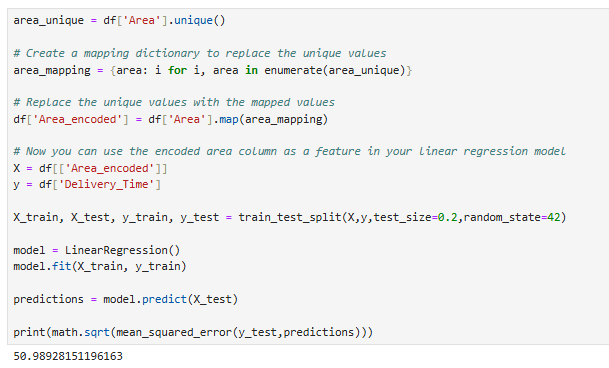 area_unique = df['Area'].unique()
# Create a mapping dictionary to replace the unique values
area_mapping = {area: i for i, area in enumerate(area_unique)}
# Replace the unique values with the mapped values
df['Area_encoded'] = df['Area'].map(area_mapping)
# Now you can use the encoded area column as a feature in your linear regression model
X = df[['Area_encoded']]
y = df['Delivery_Time']
X_train, X_test, y_train, y_test = train_test_split(X,y,test_size=0.2,random_state=42)
model = LinearRegression()
model.fit(X_train, y_train)
predictions = model.predict(X_test)
print(math.sqrt(mean_squared_error(y_test,predictions)))
50.98928151196163